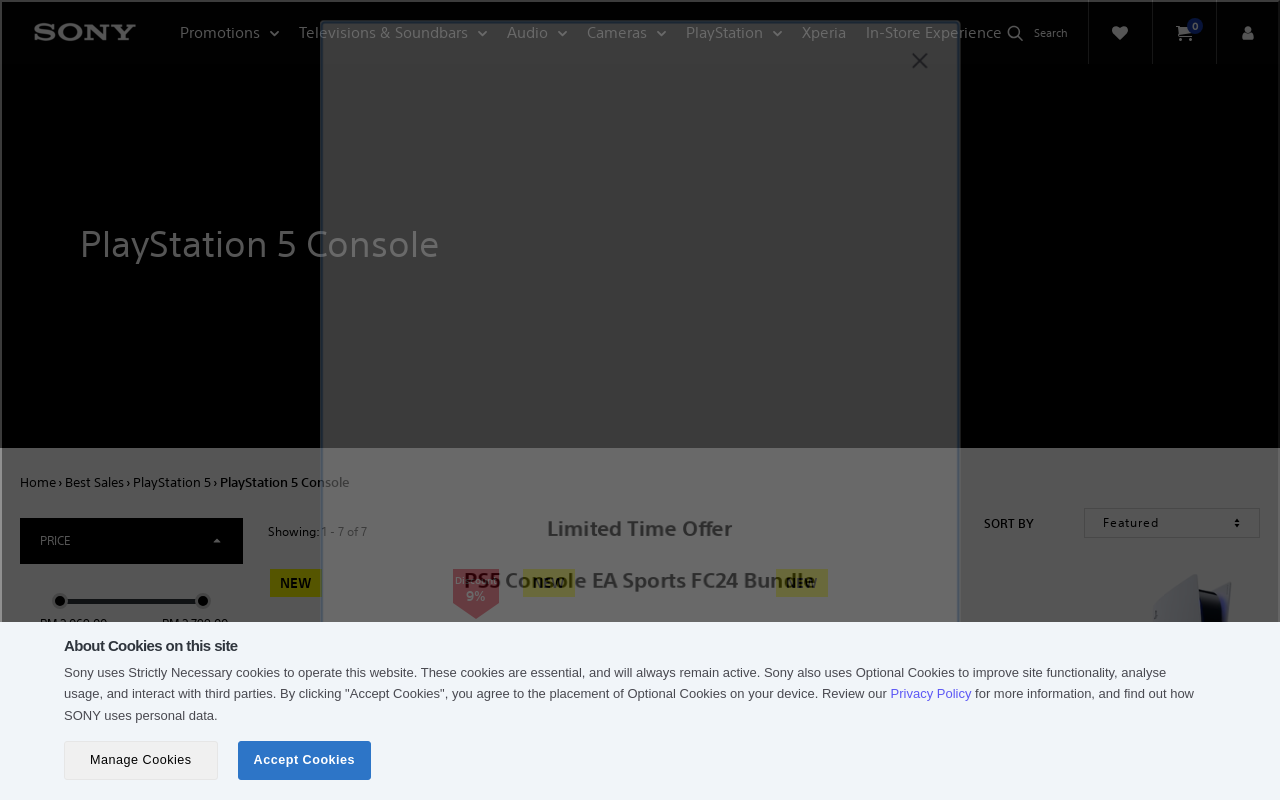 SONY
Promotions
Televisions & Soundbars
Audio
Cameras
PlayStation
Xperia
In-Store Experience
Search
0
PlayStation 5 Console
Home › Best Sales › PlayStation 5 › PlayStation 5 Console
PRICE
Showing: 1 - 7 of 7
SORT BY
Featured
Limited Time Offer
NEW
9%
NEW
NEW
PS5 Console EA Sports FC24 Bundle
About Cookies on this site
Sony uses Strictly Necessary cookies to operate this website. These cookies are essential, and will always remain active. Sony also uses Optional Cookies to improve site functionality, analyse
usage, and interact with third parties. By clicking "Accept Cookies", you agree to the placement of Optional Cookies on your device. Review our Privacy Policy for more information, and find out how
SONY uses personal data.
Manage Cookies
Accept Cookies